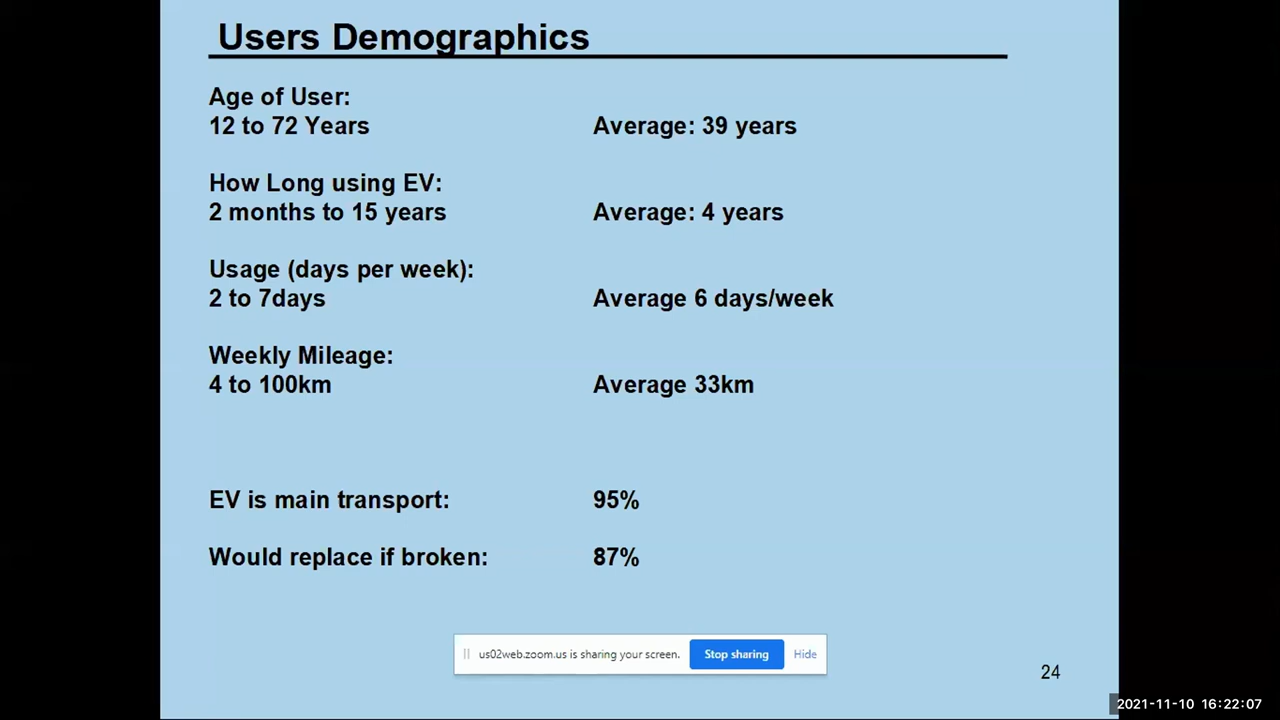 Users Demographics
Age of User:
12 to 72 Years Average: 39 years
How Long using EV:
2 months to 15 years Average: 4 years
Usage (days per week):
2 to 7days Average 6 days/week
Weekly Mileage:
4 to 100km Average 33km
EV is main transport: 95%
Would replace if broken: 87%
us02web.zoom.us is sharing your screen. Stop sharing Hide
24
2021-11-10 16:22:07